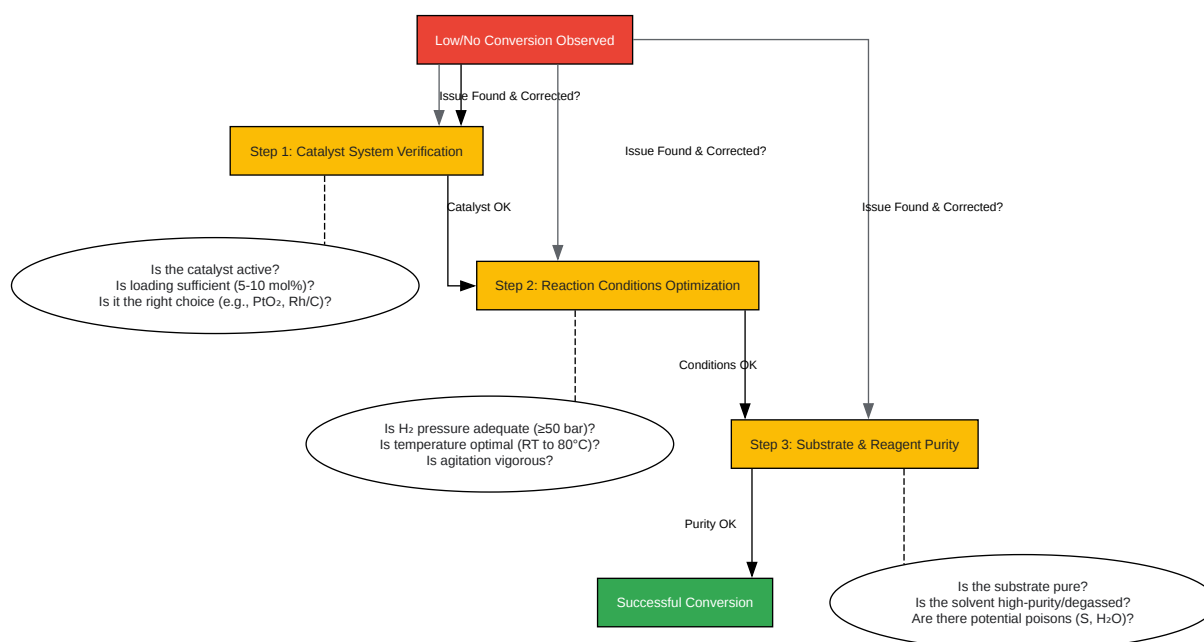 Low/No Conversion Observed
Issue Found & Corrected?
Step 1: Catalyst System Verification
Issue Found & Corrected?
Catalyst OK
Issue Found & Corrected?
Is the catalyst active?
Is loading sufficient (5-10 mol%)?
Is it the right choice (e.g., PtO₂, Rh/C)?
Step 2: Reaction Conditions Optimization
Conditions OK
Is H₂ pressure adequate (≥50 bar)?
Is temperature optimal (RT to 80°C)?
Is agitation vigorous?
Step 3: Substrate & Reagent Purity
Purity OK
Is the substrate pure?
Is the solvent high-purity/degassed?
Are there potential poisons (S, H₂O)?
Successful Conversion